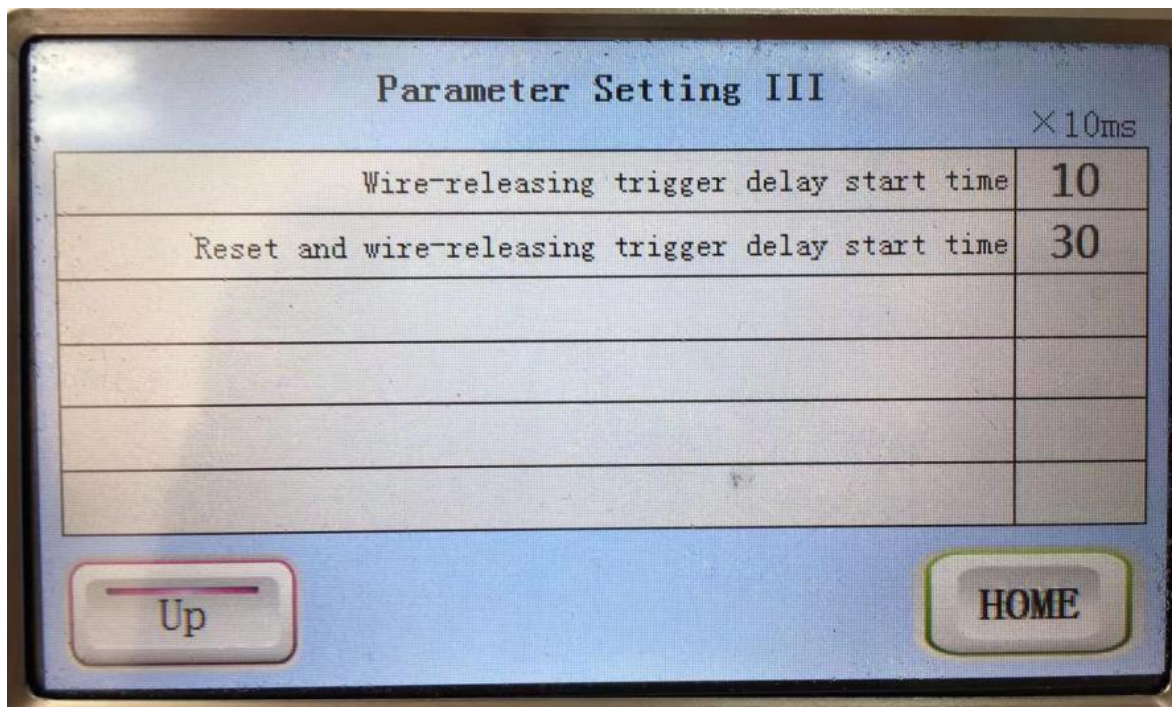 Parameter Setting III
×10ms
Wire-releasing trigger delay start time 10
Reset and wire-releasing trigger delay start time 30
Up
HOME